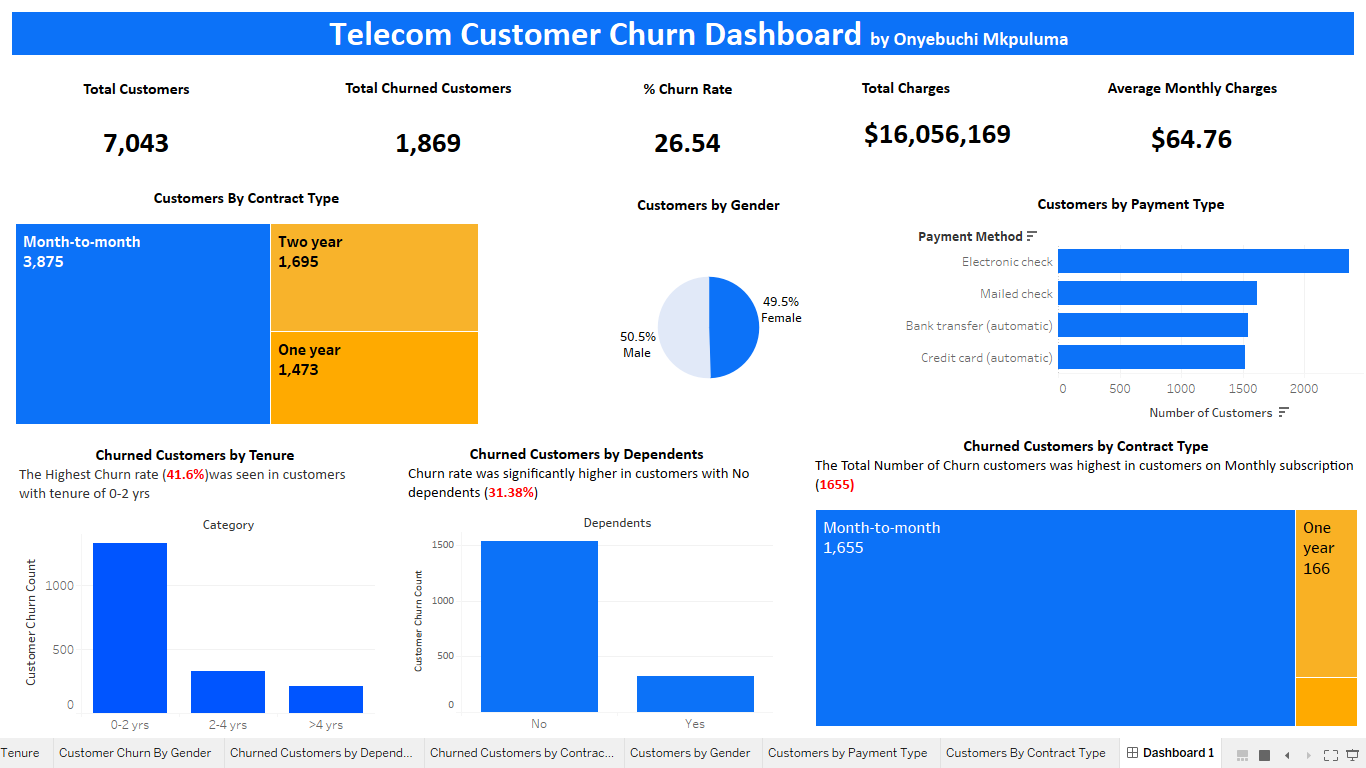 Telecom Customer Churn Dashboard by Onyebuchi Mkpuluma
Total Customers
7,043
Total Churned Customers
1,869
% Churn Rate
26.54
Total Charges
$16,056,169
Average Monthly Charges
$64.76
Customers By Contract Type
Month-to-month
3,875
Two year
1,695
One year
1,473
Customers by Gender
49.5%
Female
50.5%
Male
Customers by Payment Type
Payment Method
Electronic check
Mailed check
Bank transfer (automatic)
Credit card (automatic)
0 500 1000 1500 2000
Number of Customers
Churned Customers by Tenure
The Highest Churn rate (41.6%)was seen in customers
with tenure of 0-2 yrs
Category
Customer Churn Count
1000
500
0
0-2 yrs 2-4 yrs >4 yrs
Churned Customers by Dependents
Churn rate was significantly higher in customers with No
dependents (31.38%)
Dependents
Customer Churn Count
1500
1000
500
0
No Yes
Churned Customers by Contract Type
The Total Number of Churn customers was highest in customers on Monthly subscription
(1655)
Month-to-month
1,655
One
year
166
Tenure Customer Churn By Gender Churned Customers by Depend... Churned Customers by Contrac... Customers by Gender Customers by Payment Type Customers By Contract Type Dashboard 1